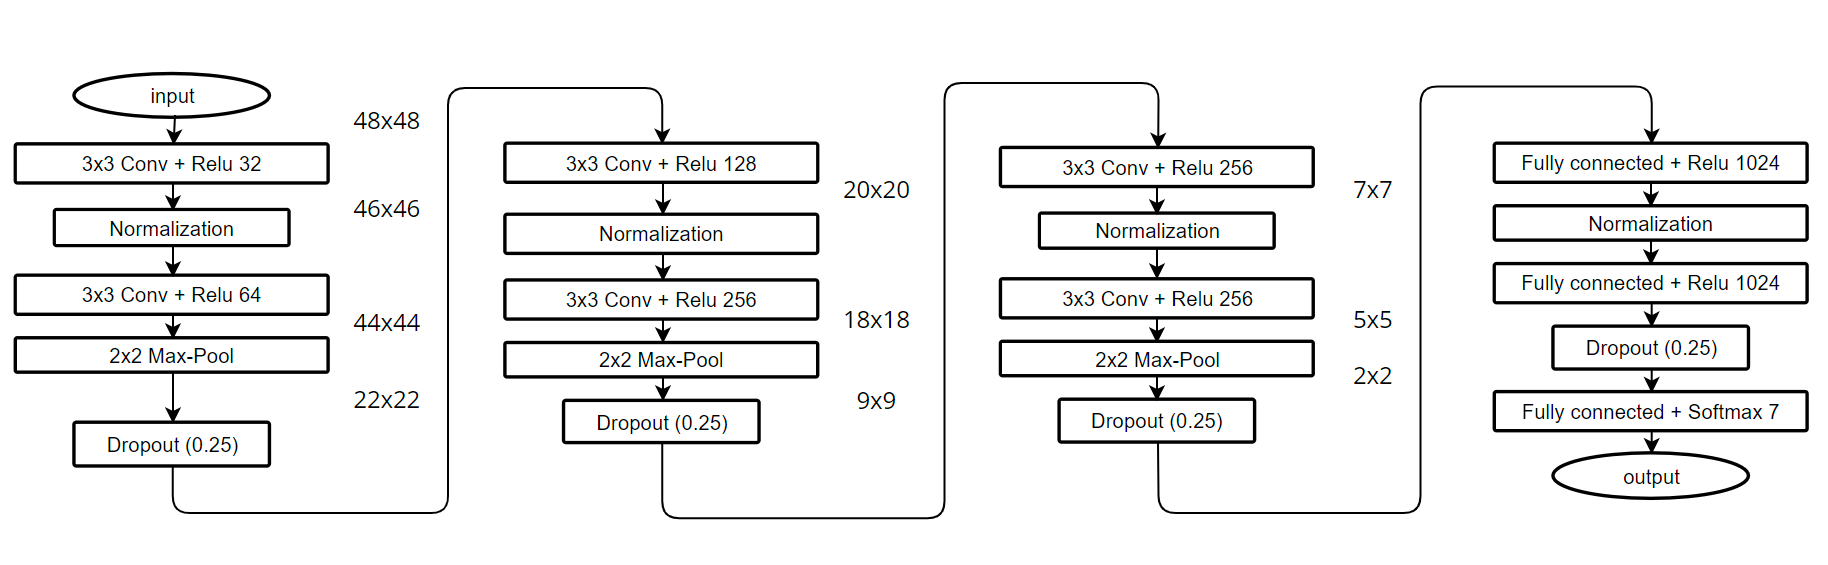 input
48x48
3x3 Conv + Relu 32
46x46
Normalization
3x3 Conv + Relu 64
44x44
2x2 Max-Pool
22x22
Dropout (0.25)
3x3 Conv + Relu 128
20x20
Normalization
3x3 Conv + Relu 256
18x18
2x2 Max-Pool
9x9
Dropout (0.25)
3x3 Conv + Relu 256
7x7
Normalization
3x3 Conv + Relu 256
5x5
2x2 Max-Pool
2x2
Dropout (0.25)
Fully connected + Relu 1024
Normalization
Fully connected + Relu 1024
Dropout (0.25)
Fully connected + Softmax 7
output